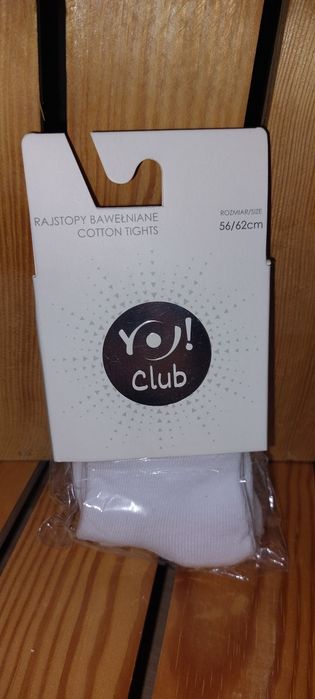 RAJSTOPY BAWEŁNIANE
COTTON TIGHTS
ROZMIAR/SIZE
56/62cm
YO!
Club